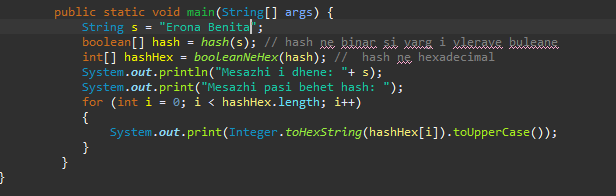 public static void main(String[] args) {
String s = "Erona Benita";
boolean[] hash = hash(s); // hash ne binar si varg i vlerave buleane
int[] hashHex = booleanNeHex(hash); //  hash ne hexadecimal
System.out.println("Mesazhi i dhene: "+ s);
System.out.println("Mesazhi pasi behet hash: ");
for (int i = 0; i < hashHex.length; i++)
{
System.out.print(Integer.toHexString(hashHex[i]).toUpperCase());
}
}
}